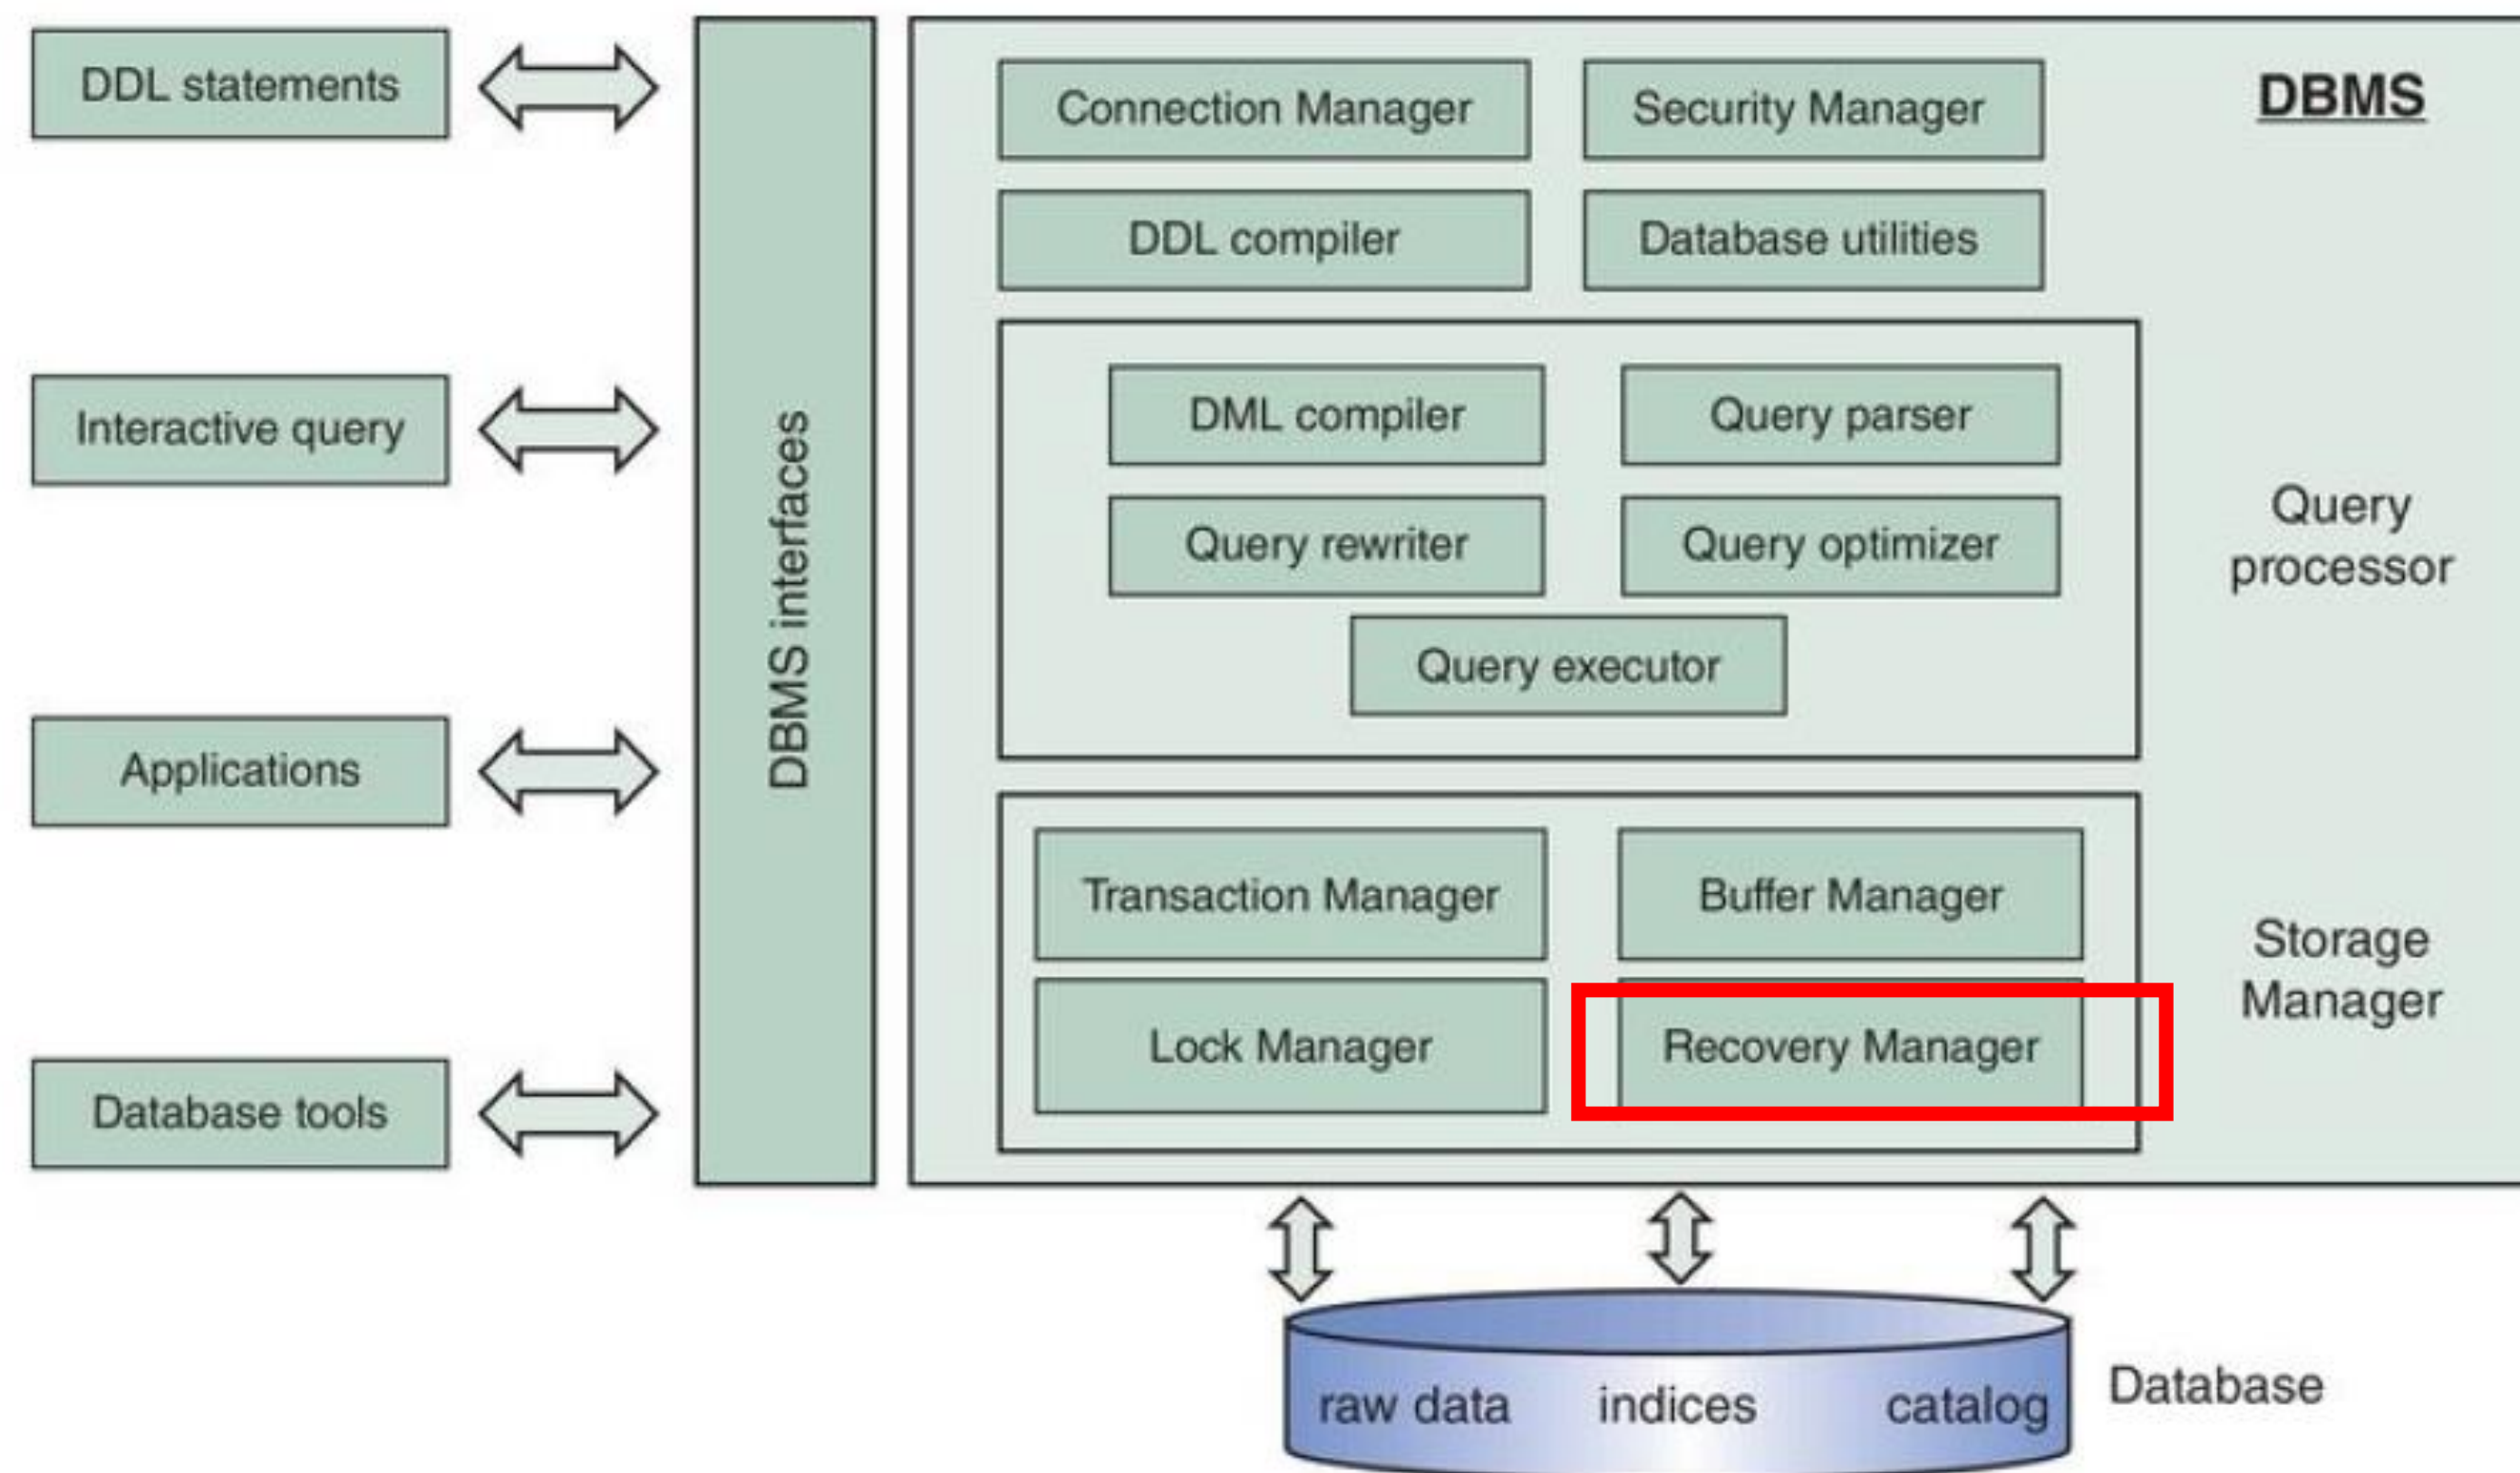 DDL statements
Interactive query
Applications
Database tools
DBMS interfaces
Connection Manager
Security Manager
DBMS
DDL compiler
Database utilities
DML compiler
Query parser
Query rewriter
Query optimizer
Query executor
Query
processor
Transaction Manager
Buffer Manager
Lock Manager
Recovery Manager
Storage
Manager
raw data
indices
catalog
Database